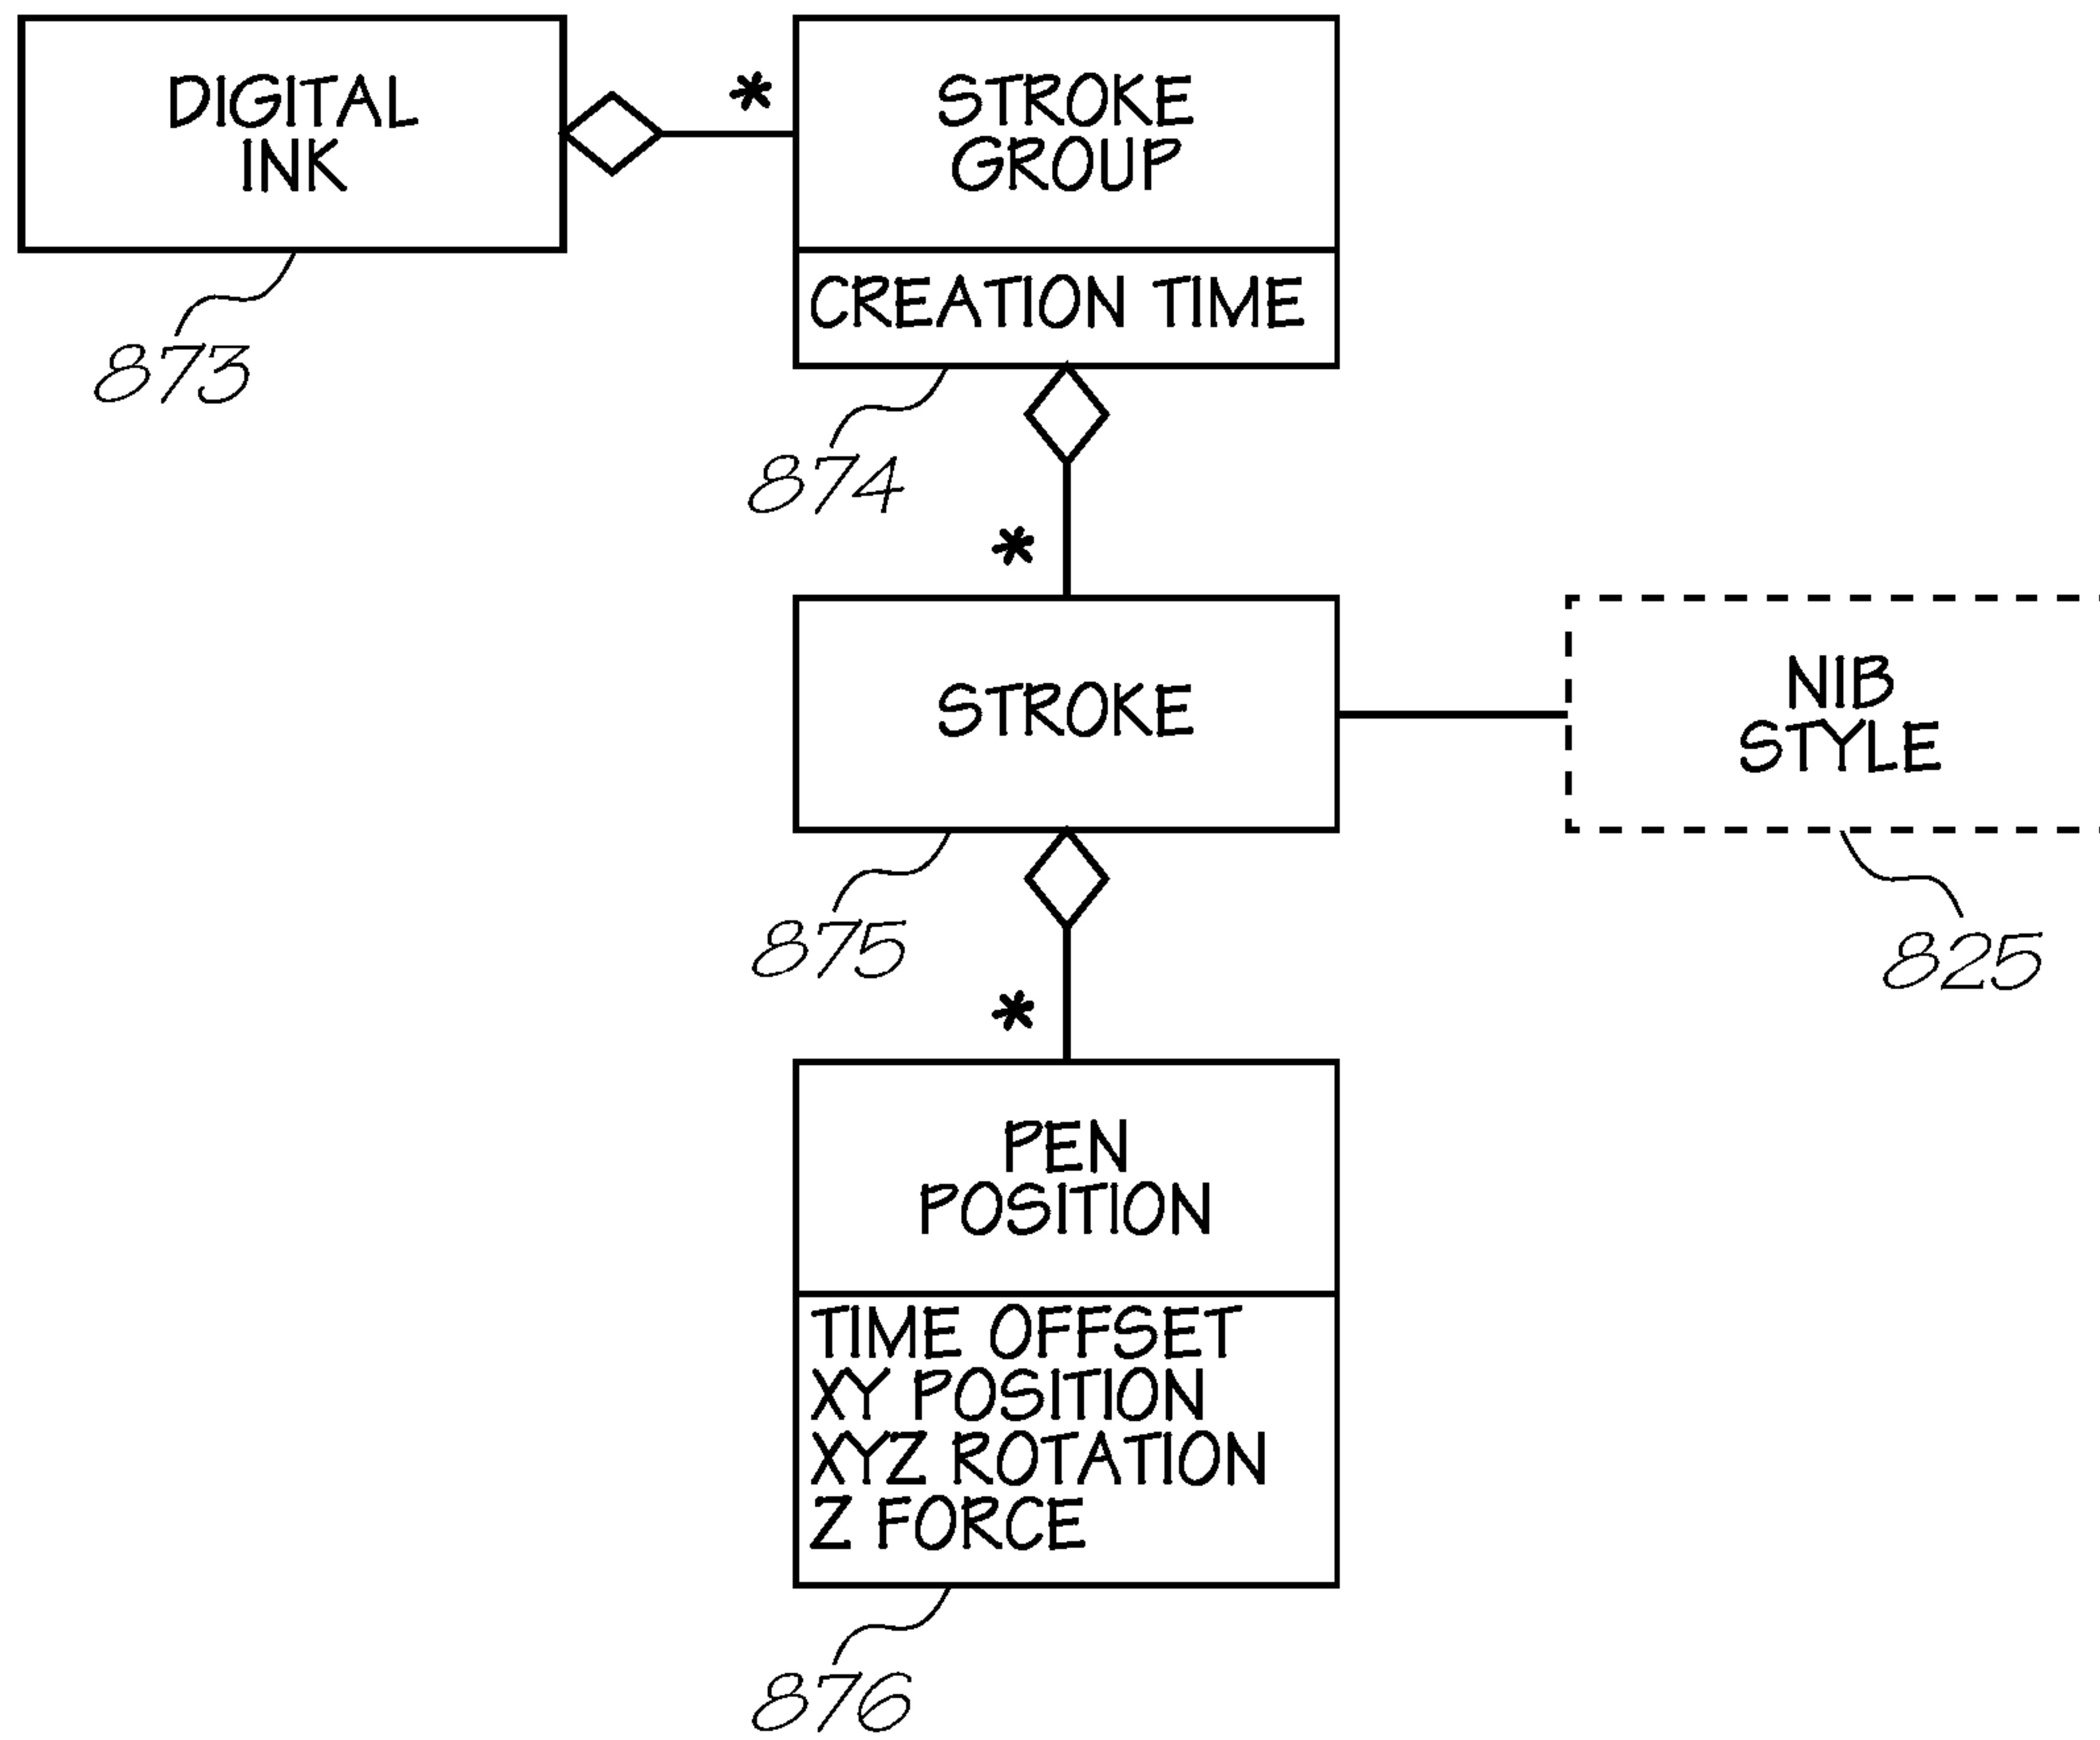 DIGITAL
INK
873
*
STROKE
GROUP
CREATION TIME
874
*
STROKE
875
NIB
STYLE
825
*
PEN
POSITION
TIME OFFSET
XY POSITION
XYZ ROTATION
Z FORCE
876